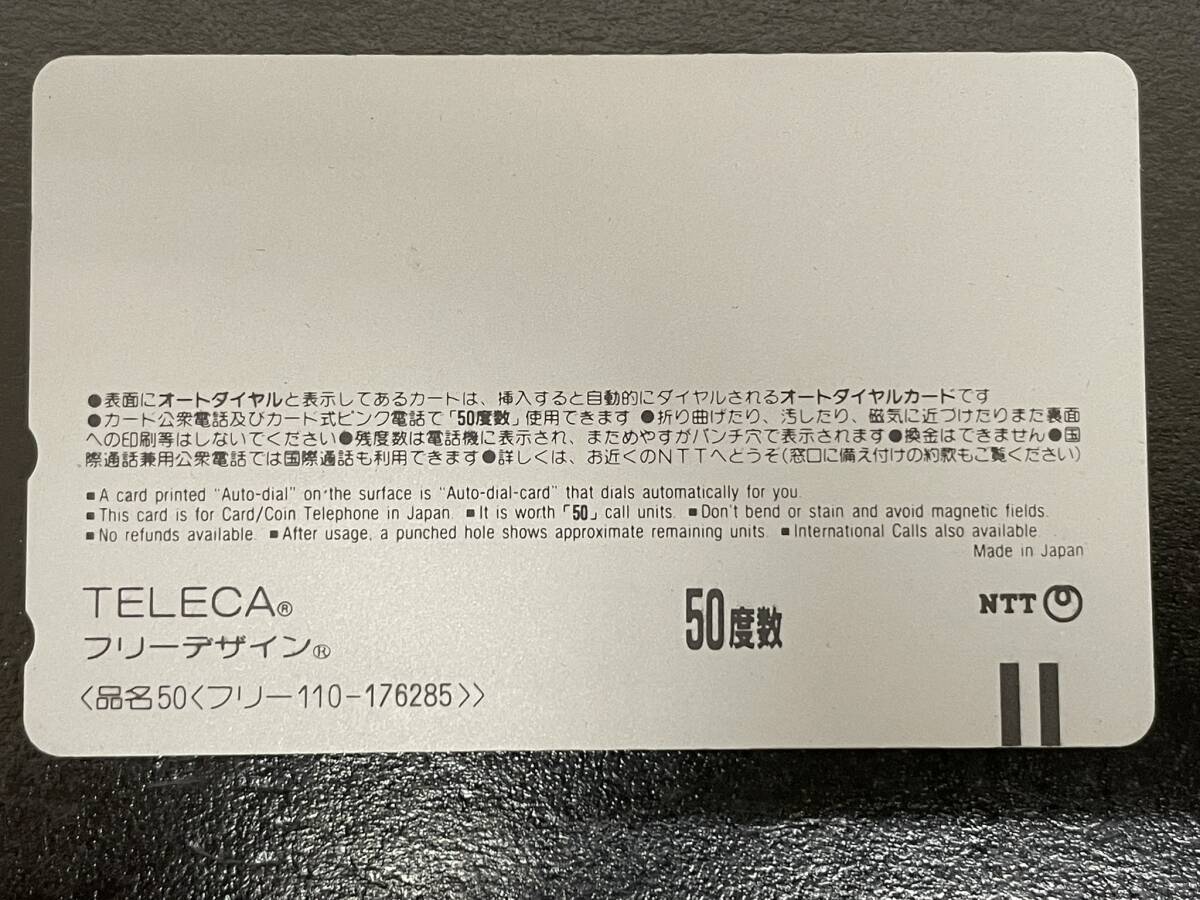 ●表面にオートダイヤルと表示してあるカードは、挿入すると自動的にダイヤルされるオートダイヤルカードです
●カード公衆電話及びカード式ピンク電話で「50度数」使用できます ●折り曲げたり、汚したり、磁気に近づけたりまた裏面
への印刷等はしないでください●残度数は電話機に表示され、まためやすがパンチ穴で表示されます●換金はできません●国
際通話兼用公衆電話では国際通話も利用できます●詳しくは、お近くのNTTへどうぞ(窓口に備え付けの約款もご覧ください)
■A card printed "Auto-dial" on the surface is "Auto-dial-card" that dials automatically for you.
■This card is for Card/Coin Telephone in Japan. ■It is worth「50」call units. ■Don't bend or stain and avoid magnetic fields.
■No refunds available. ■After usage, a punched hole shows approximate remaining units. ■International Calls also available.
Made in Japan
TELECA®
フリーデザイン®
50度数
NTT
〈品名50〈フリー110-176285〉〉